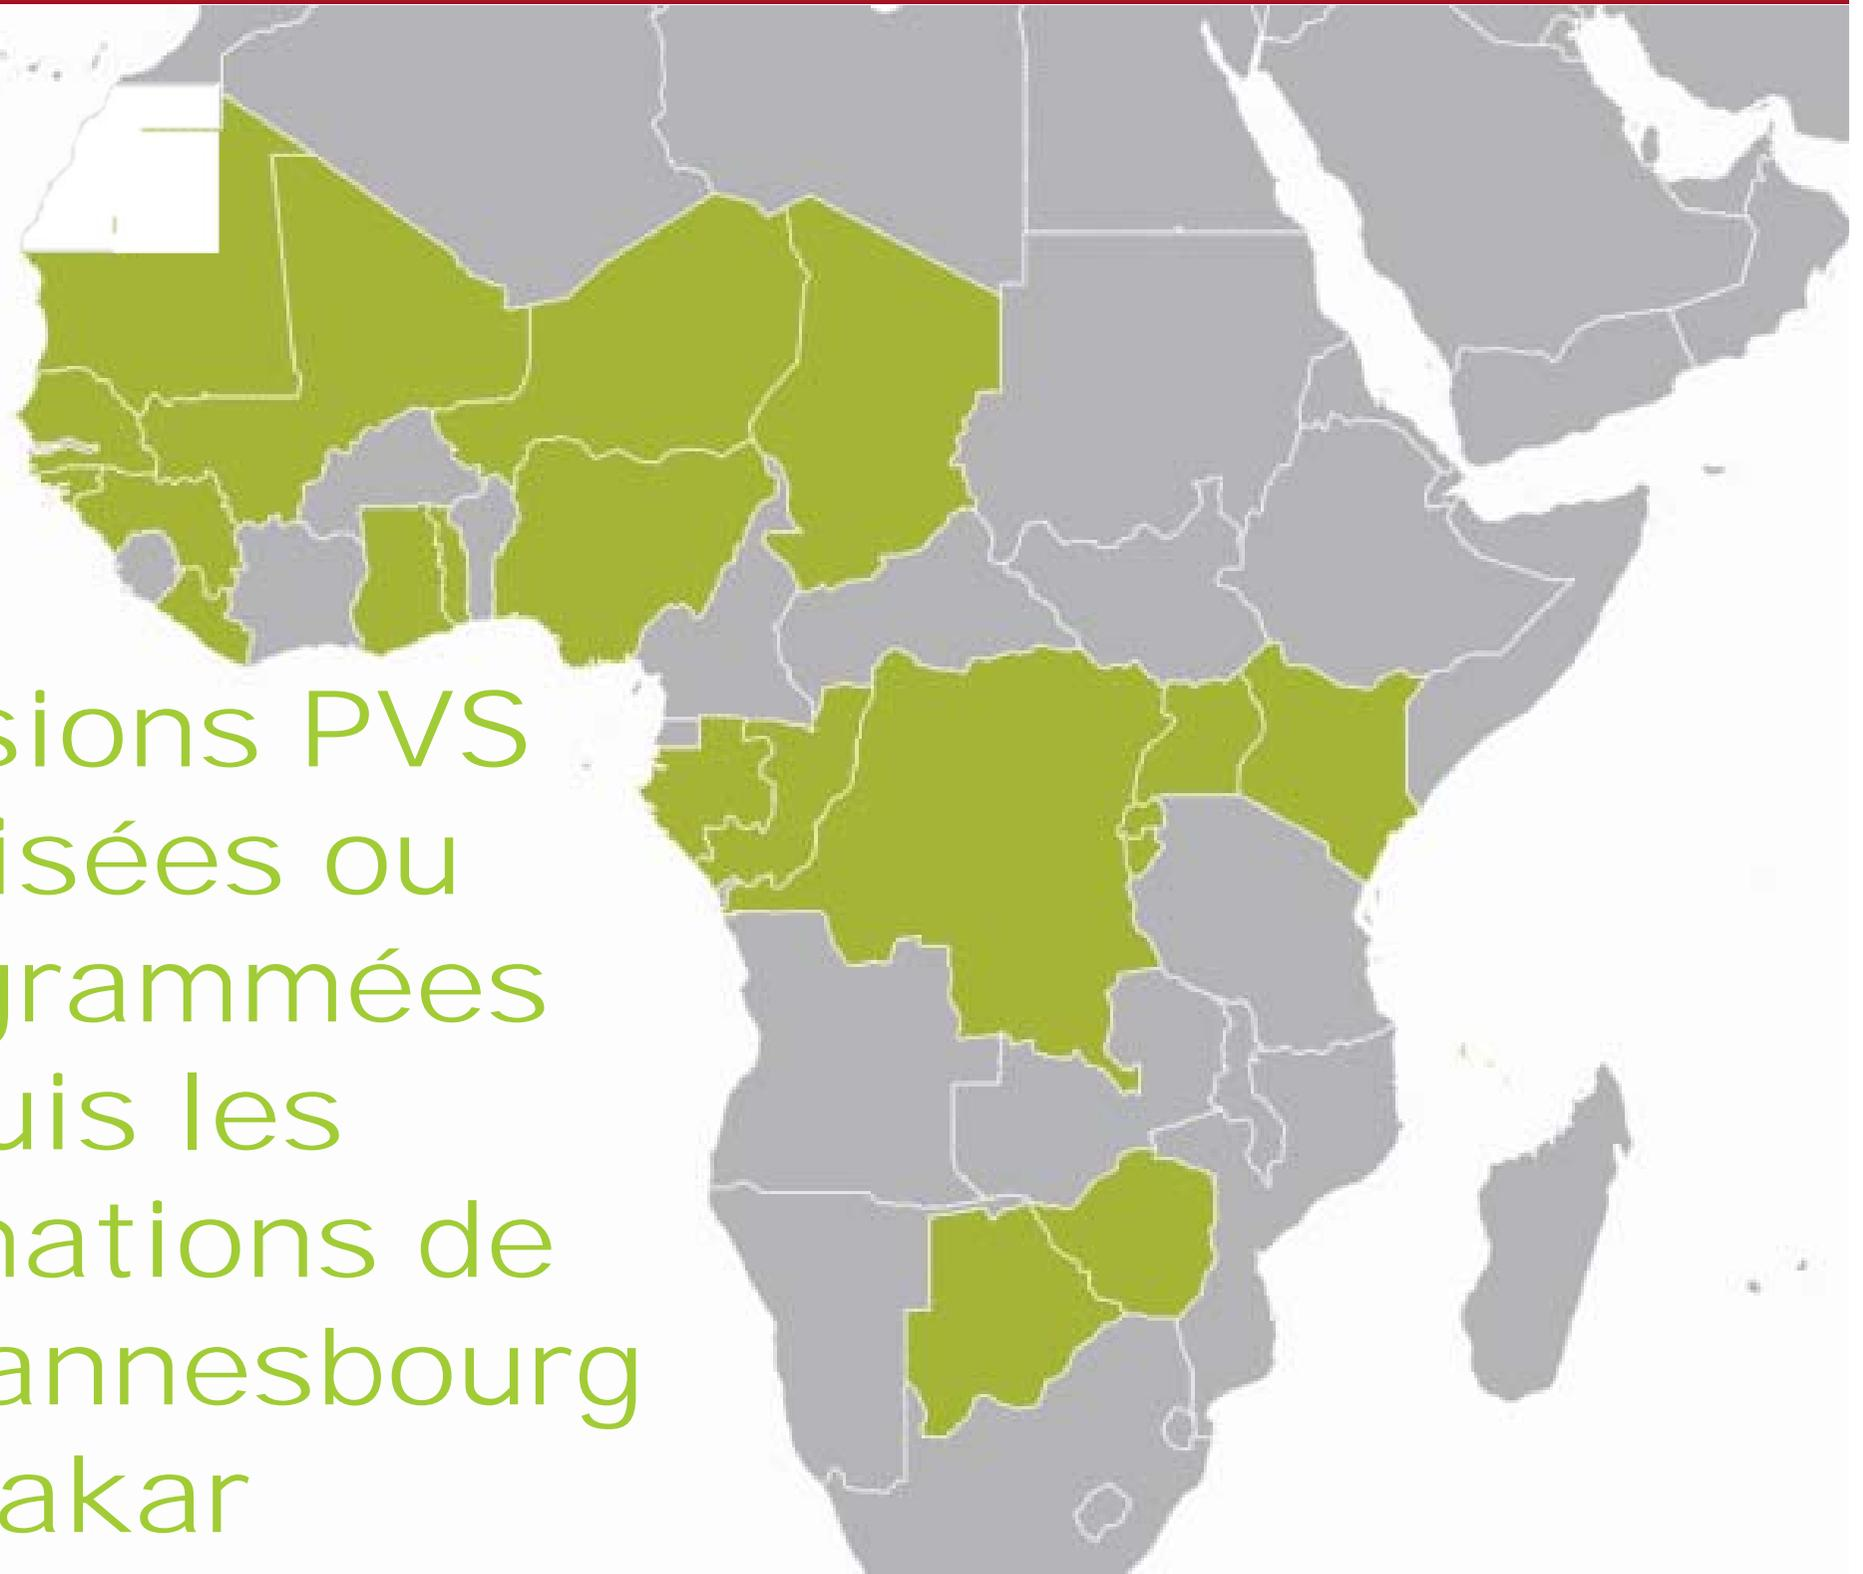 sions PVS
isées ou
grammées
uis les
nations de
annesbourg
akar